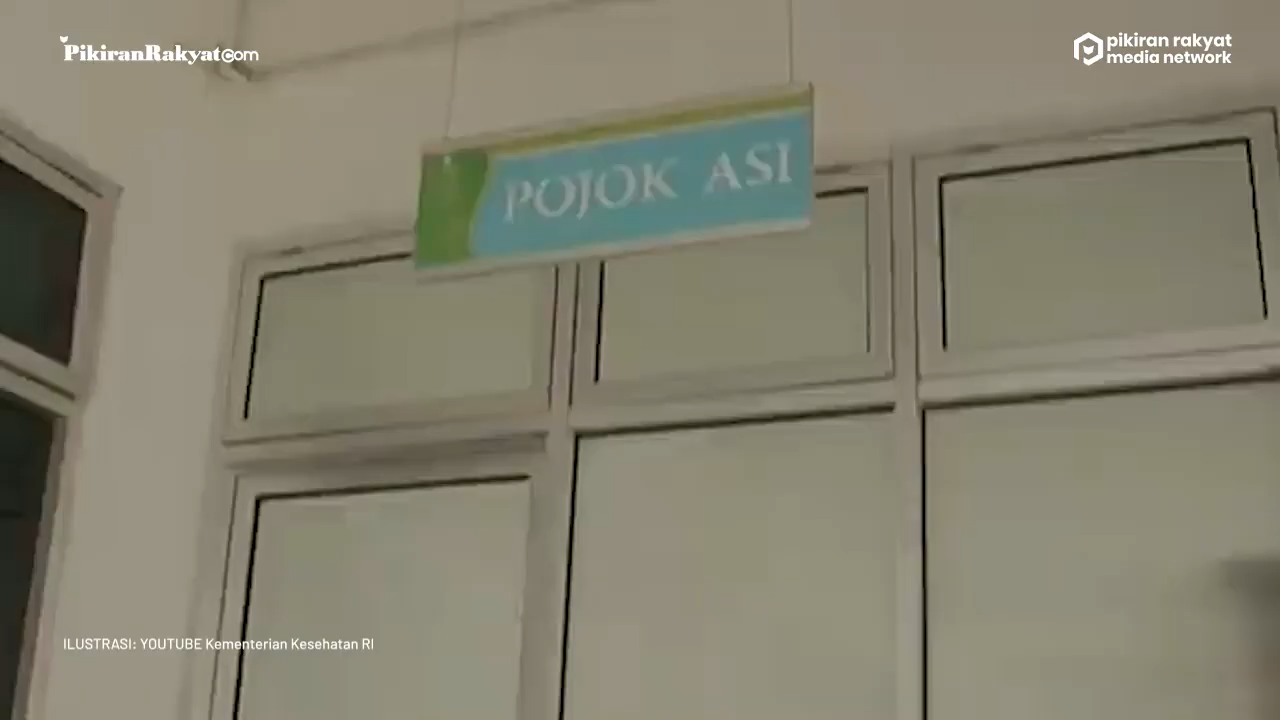 PikiranRakyat.com
pikiran rakyat
media network
POJOK ASI
ILUSTRASI: YOUTUBE Kementerian Kesehatan RI